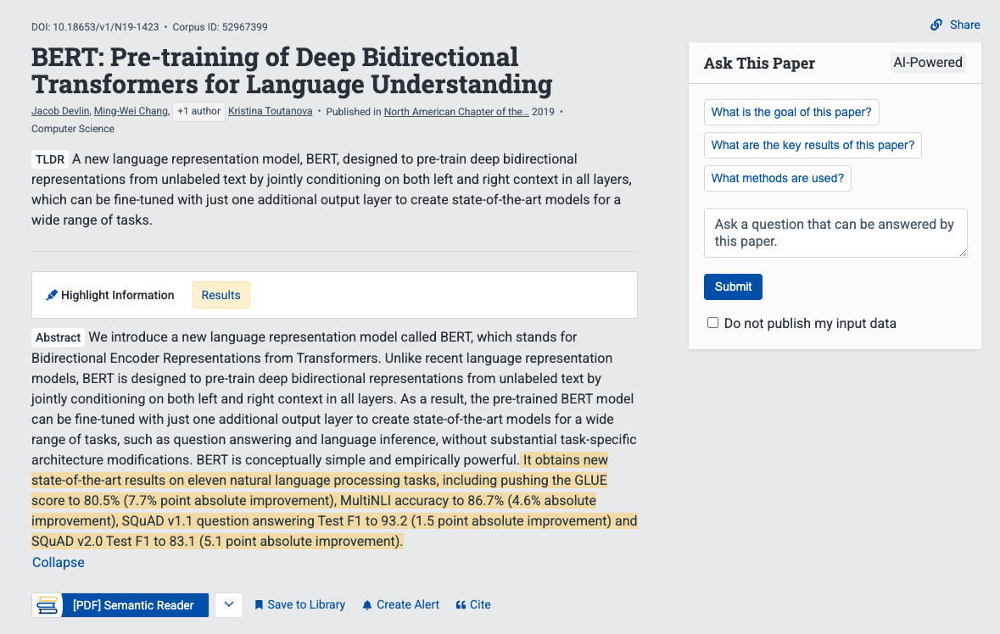 DOI: 10.18653/v1/N19-1423 • Corpus ID: 52967399
BERT: Pre-training of Deep Bidirectional
Transformers for Language Understanding
Jacob Devlin, Ming-Wei Chang, +1 author Kristina Toutanova • Published in North American Chapter of the… 2019 •
Computer Science
TLDR A new language representation model, BERT, designed to pre-train deep bidirectional
representations from unlabeled text by jointly conditioning on both left and right context in all layers,
which can be fine-tuned with just one additional output layer to create state-of-the-art models for a
wide range of tasks.
Highlight Information Results
Abstract We introduce a new language representation model called BERT, which stands for
Bidirectional Encoder Representations from Transformers. Unlike recent language representation
models, BERT is designed to pre-train deep bidirectional representations from unlabeled text by
jointly conditioning on both left and right context in all layers. As a result, the pre-trained BERT model
can be fine-tuned with just one additional output layer to create state-of-the-art models for a wide
range of tasks, such as question answering and language inference, without substantial task-specific
architecture modifications. BERT is conceptually simple and empirically powerful. It obtains new
state-of-the-art results on eleven natural language processing tasks, including pushing the GLUE
score to 80.5% (7.7% point absolute improvement), MultiNLI accuracy to 86.7% (4.6% absolute
improvement), SQuAD v1.1 question answering Test F1 to 93.2 (1.5 point absolute improvement) and
SQuAD v2.0 Test F1 to 83.1 (5.1 point absolute improvement).
Collapse
[PDF] Semantic Reader Save to Library Create Alert Cite
Share
Ask This Paper AI-Powered
What is the goal of this paper?
What are the key results of this paper?
What methods are used?
Ask a question that can be answered by
this paper.
Submit
Do not publish my input data